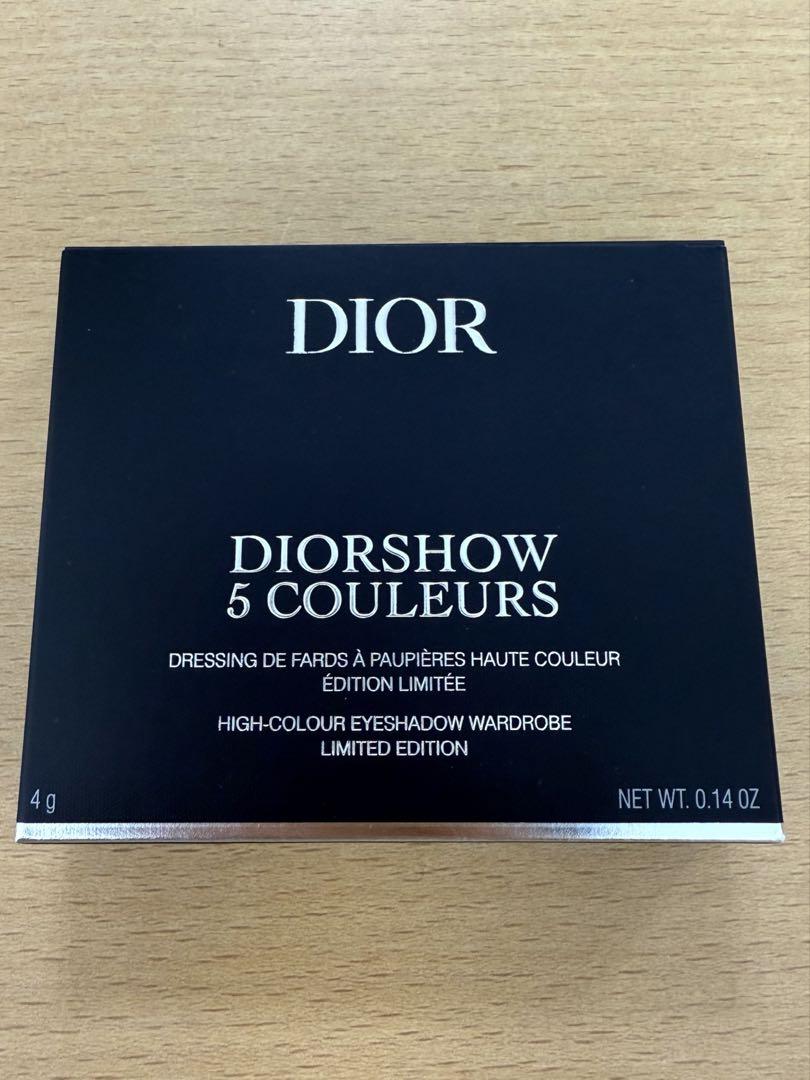 DIOR
DIORSHOW
5 COULEURS
DRESSING DE FARDS À PAUPIÈRES HAUTE COULEUR
ÉDITION LIMITÉE
HIGH-COLOUR EYESHADOW WARDROBE
LIMITED EDITION
4 g
NET WT. 0.14 OZ